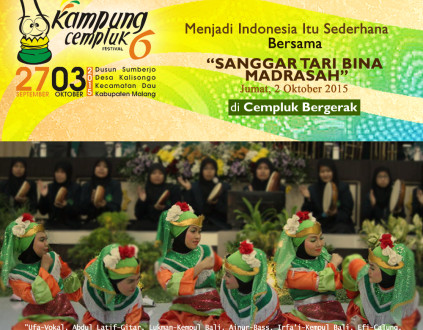 Kampung
cempluk
FESTIVAL
6
27 03
SEPTEMBER OKTOBER
2015
Dusun Sumberjo
Desa Kalisongo
Kecamatan Dau
Kabupaten Malang
Menjadi Indonesia Itu Sederhana
Bersama
"SANGGAR TARI BINA
MADRASAH"
Jumat, 2 Oktober 2015
di Cempluk Bergerak
"Ufa-Vokal, Abdul Latif-Gitar, Lukman-Kempul Bali, Ainur-Bass, Irfa'i-Kempul Bali, Efi-Calung,